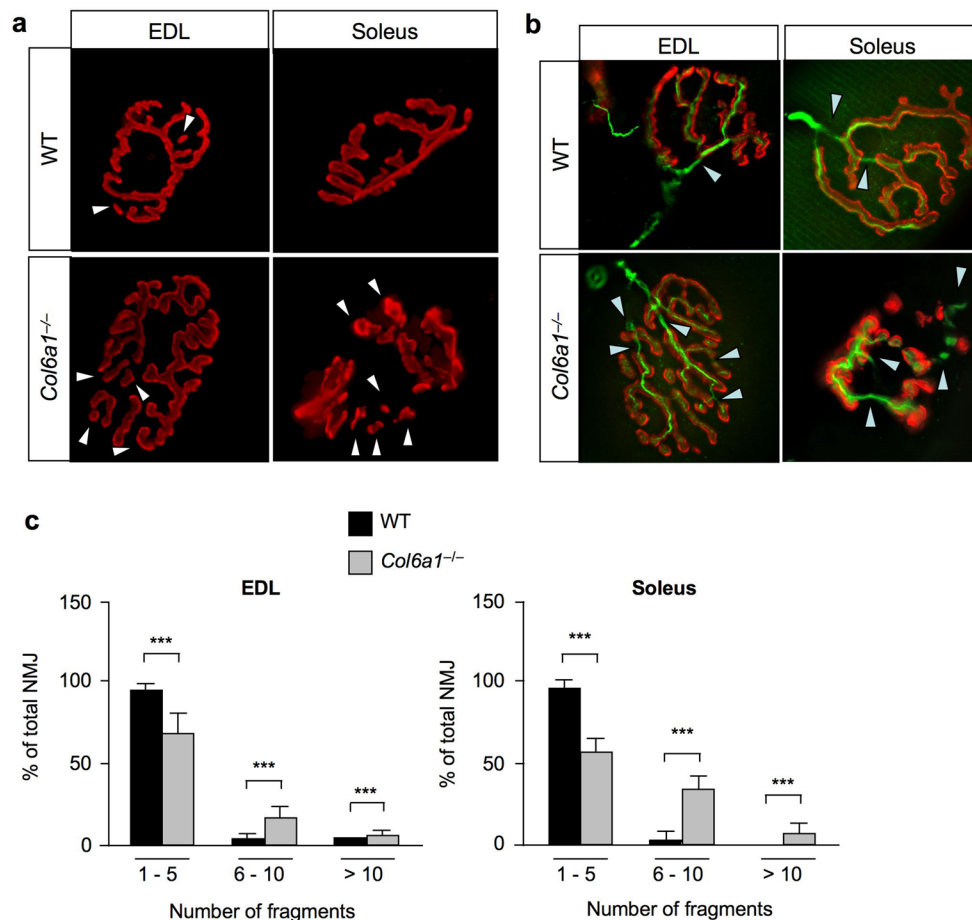 a
EDL
Soleus
WT
Col6a1–/–
b
EDL
Soleus
WT
Col6a1–/–
c
WT
Col6a1–/–
EDL
% of total NMJ
150
100
50
0
***
***
***
1 - 5
6 - 10
> 10
Number of fragments
Soleus
% of total NMJ
150
100
50
0
***
***
***
1 - 5
6 - 10
> 10
Number of fragments